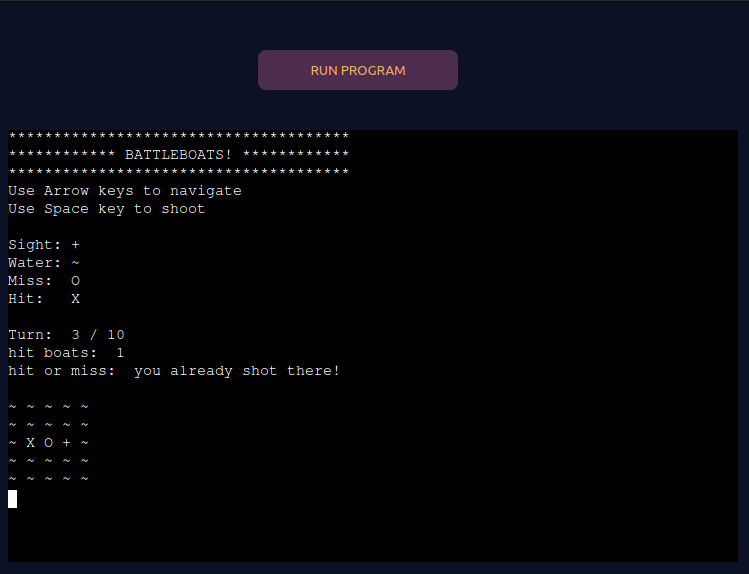 RUN PROGRAM
**************************************
************ BATTLEBOATS! ************
**************************************
Use Arrow keys to navigate
Use Space key to shoot
Sight: +
Water: ~
Miss:  O
Hit:   X
Turn:  3 / 10
hit boats:  1
hit or miss:  you already shot there!
~ ~ ~ ~ ~
~ ~ ~ ~ ~
~ X O + ~
~ ~ ~ ~ ~
~ ~ ~ ~ ~